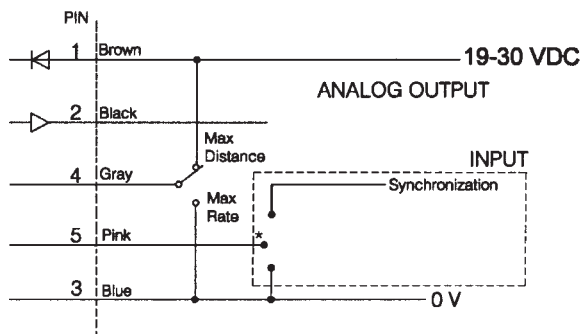 PIN
1 Brown
19-30 VDC
ANALOG OUTPUT
2 Black
Max
Distance
INPUT
4 Gray
Synchronization
Max
Rate
5 Pink
*
3 Blue
0 V